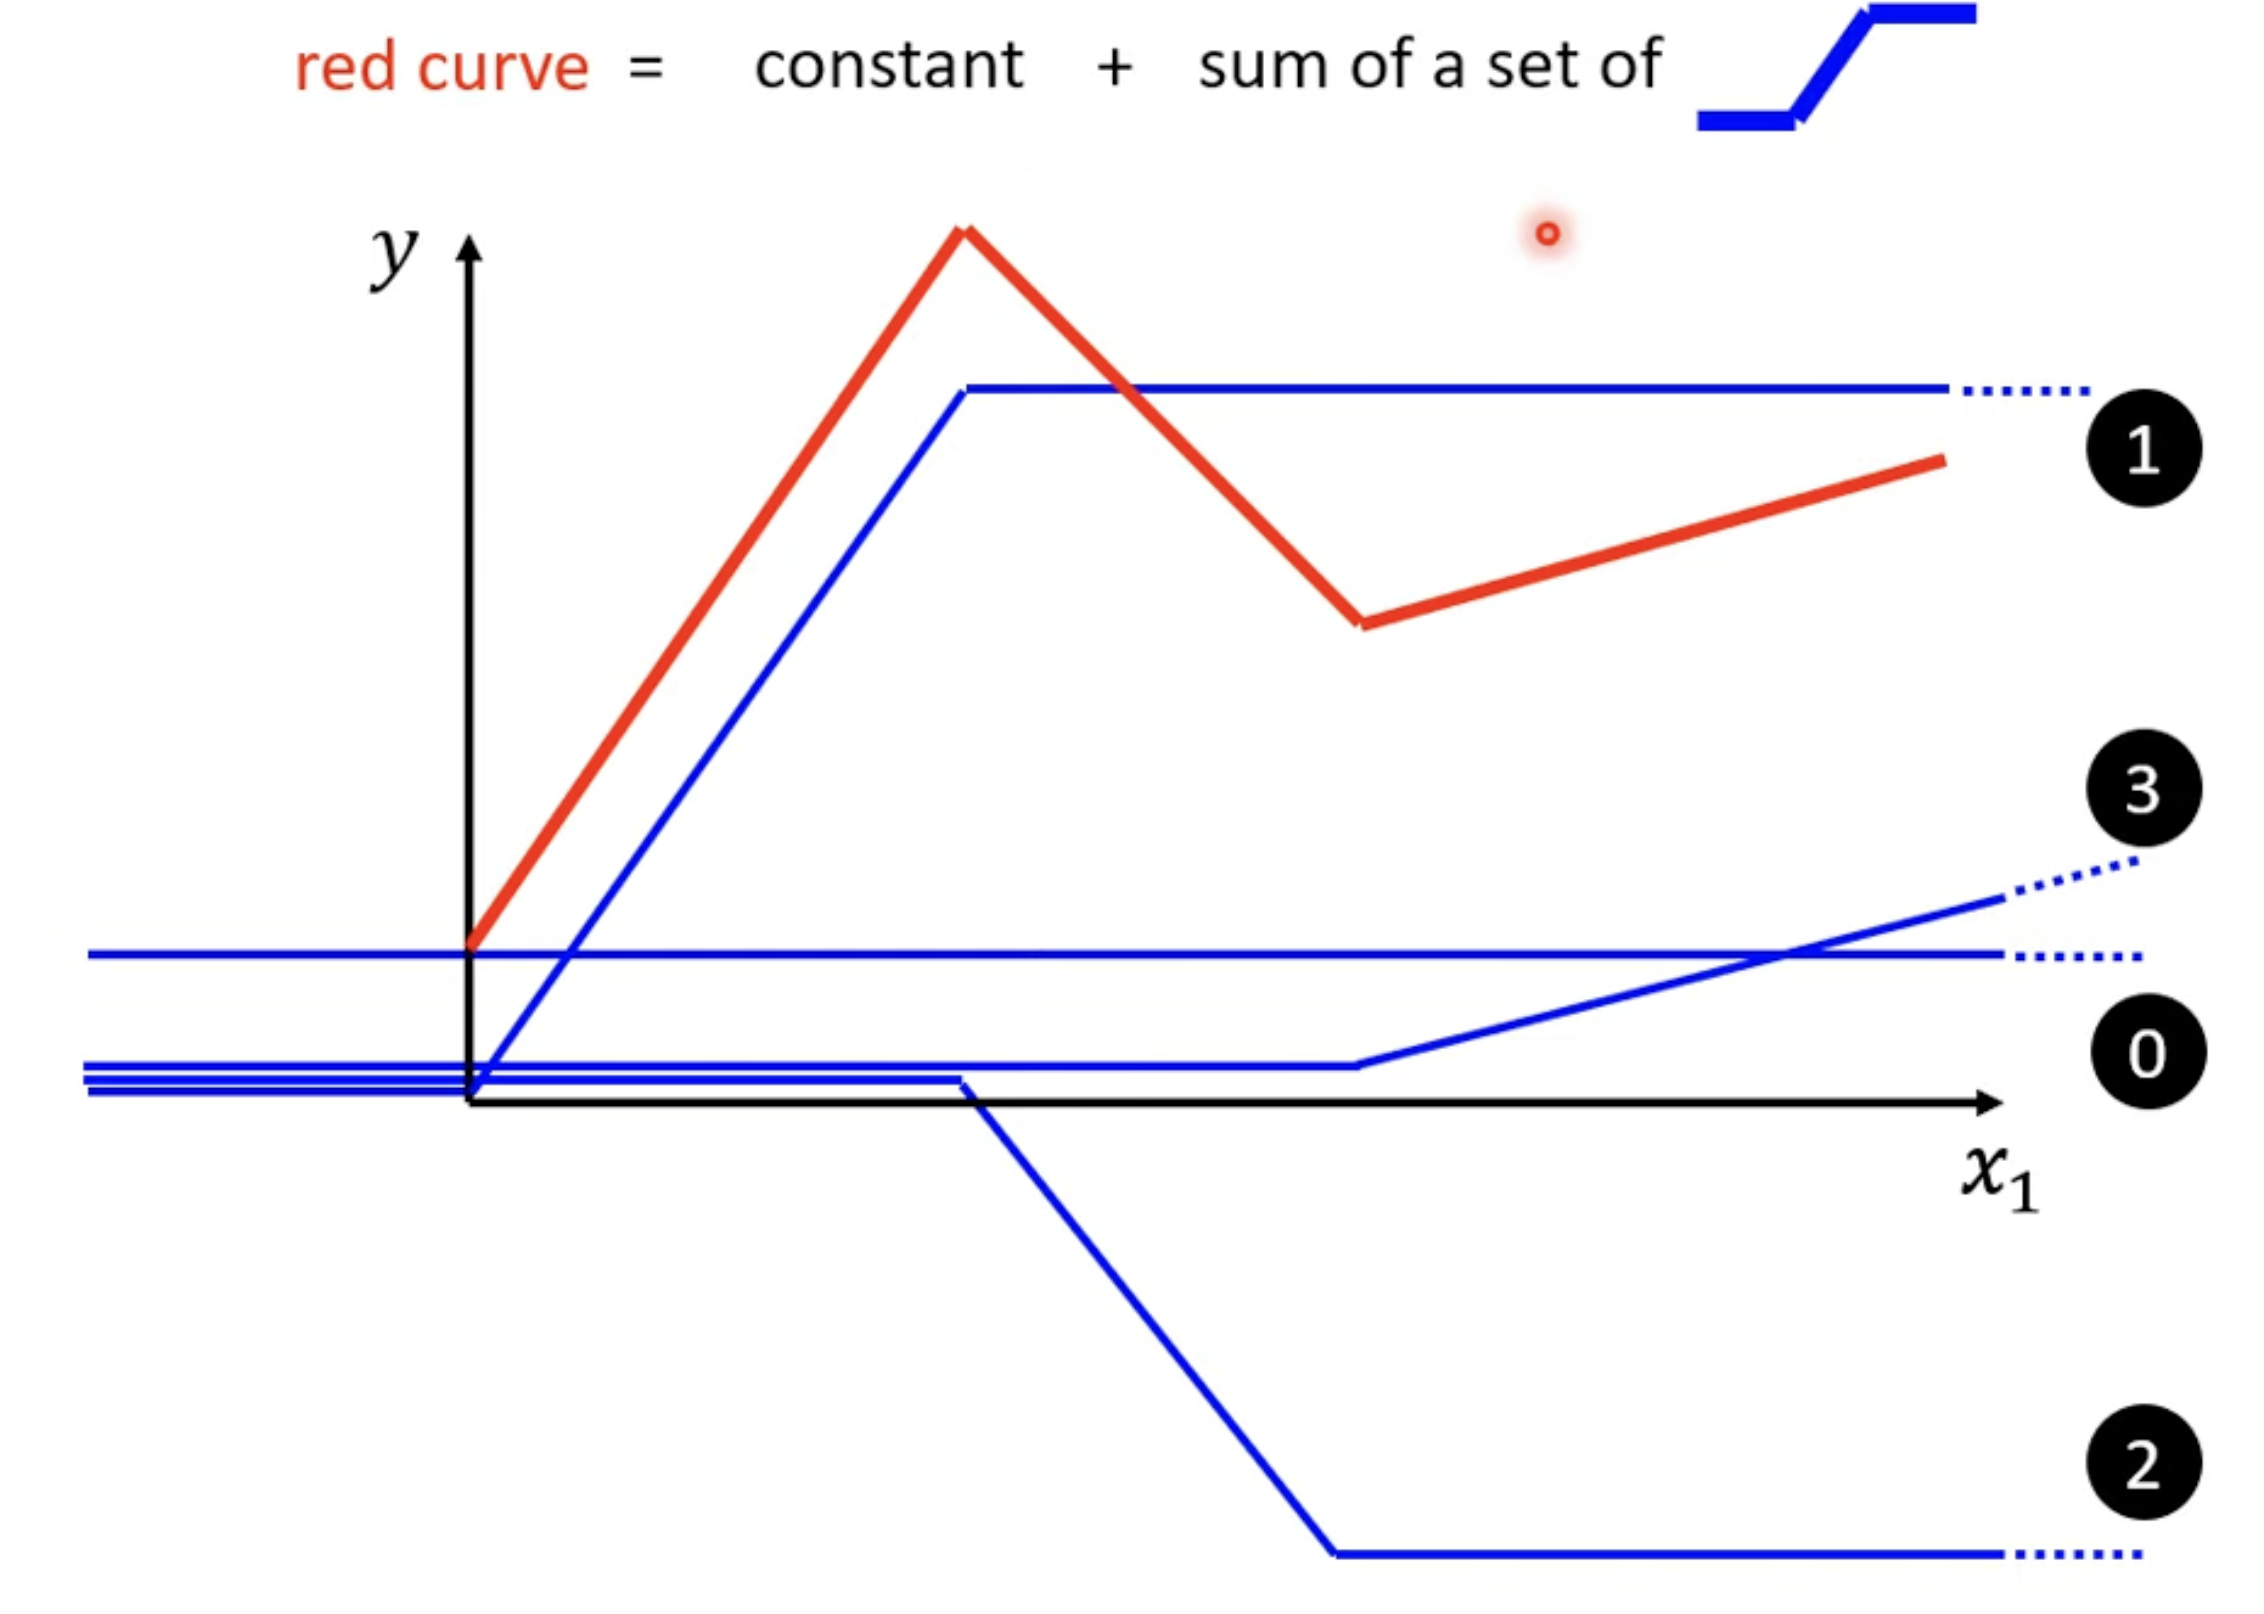 red curve = constant + sum of a set of
y
1
3
0
x₁
2